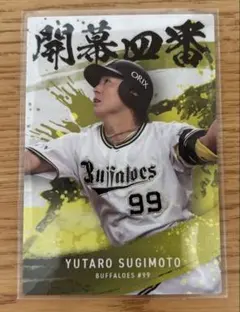 開幕四番
ORIX
Buffaloes
99
YUTARO SUGIMOTO
BUFFALOES #99